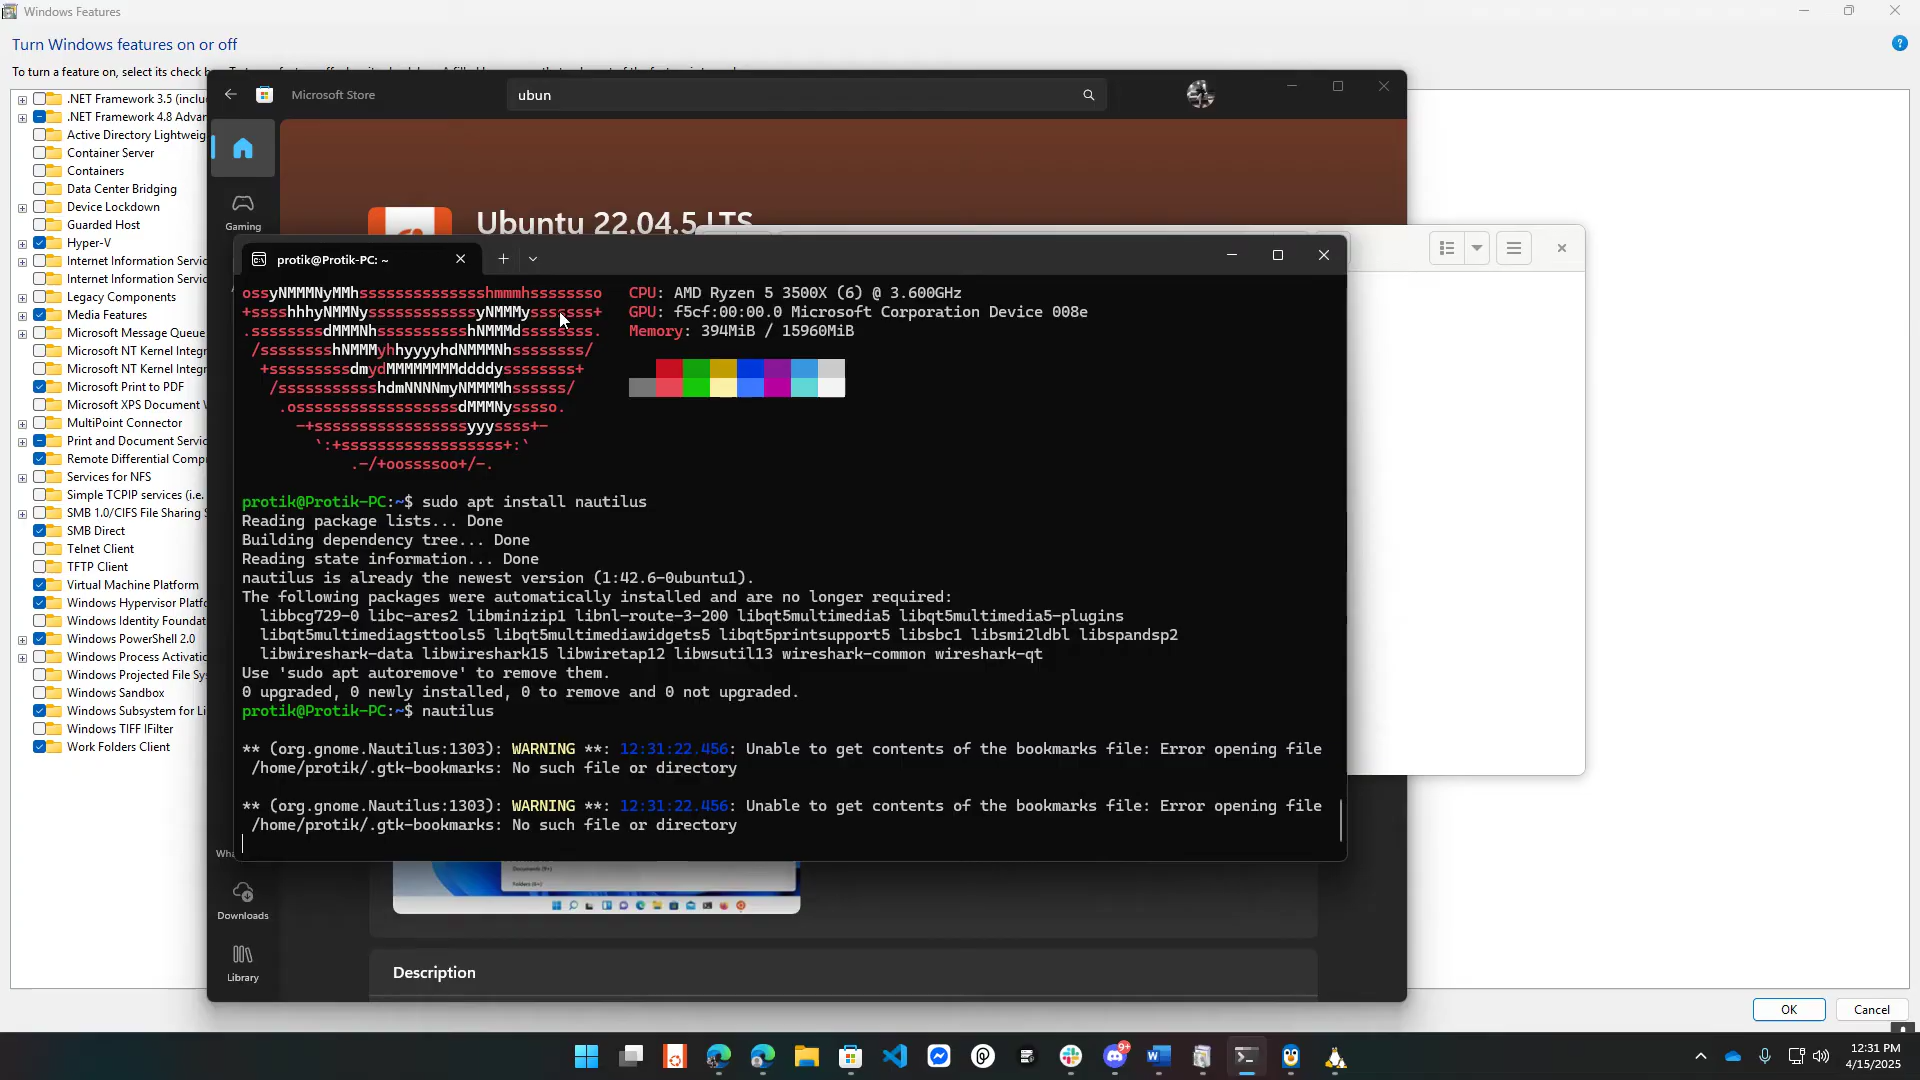 Windows Features
Turn Windows features on or off
To turn a feature on, select its check b
.NET Framework 3.5 (inclu
.NET Framework 4.8 Advar
Active Directory Lightweig
Container Server
Containers
Data Center Bridging
Device Lockdown
Guarded Host
Hyper-V
Internet Information Servic
Internet Information Servic
Legacy Components
Media Features
Microsoft Message Queue
Microsoft NT Kernel Integr
Microsoft NT Kernel Integr
Microsoft Print to PDF
Microsoft XPS Document
MultiPoint Connector
Print and Document Servic
Remote Differential Comp
Services for NFS
Simple TCPIP services (i.e.
SMB 1.0/CIFS File Sharing
SMB Direct
Telnet Client
TFTP Client
Virtual Machine Platform
Windows Hypervisor Platfo
Windows Identity Foundat
Windows PowerShell 2.0
Windows Process Activatio
Windows Projected File Sy
Windows Sandbox
Windows Subsystem for Li
Windows TIFF IFilter
Work Folders Client
OK
Cancel
Microsoft Store
ubun
Gaming
Ubuntu 22.04.5 LTS
protik@Protik-PC: ~
ossyNMMMNyMMhsssssssssssssshmmmhssssssso CPU: AMD Ryzen 5 3500X (6) @ 3.600GHz
+sssshhhyNMMNyssssssssssssyNMMMysssssss+ GPU: f5cf:00:00.0 Microsoft Corporation Device 008e
.ssssssssdMMMNhsssssssssshNMMMdssssssss. Memory: 394MiB / 15960MiB
/sssssssshNMMMyhhyyyyhdNMMMNhssssssss/
+sssssssssdmydMMMMMMMMddddyssssssss+
/ssssssssssshdmNNNNmyNMMMMhssssss/
.ossssssssssssssssssdMMMNysssso.
-+sssssssssssssssssyyyssss+-
`:+ssssssssssssssssss+:`
.-/+oossssoo+/-.
protik@Protik-PC:~$ sudo apt install nautilus
Reading package lists... Done
Building dependency tree... Done
Reading state information... Done
nautilus is already the newest version (1:42.6-0ubuntu1).
The following packages were automatically installed and are no longer required:
libbcg729-0 libc-ares2 libminizip1 libnl-route-3-200 libqt5multimedia5 libqt5multimedia5-plugins
libqt5multimediagsttools5 libqt5multimediawidgets5 libqt5printsupport5 libsbc1 libsmi2ldbl libspandsp2
libwireshark-data libwireshark15 libwiretap12 libwsutil13 wireshark-common wireshark-qt
Use 'sudo apt autoremove' to remove them.
0 upgraded, 0 newly installed, 0 to remove and 0 not upgraded.
protik@Protik-PC:~$ nautilus
** (org.gnome.Nautilus:1303): WARNING **: 12:31:22.456: Unable to get contents of the bookmarks file: Error opening file
/home/protik/.gtk-bookmarks: No such file or directory
** (org.gnome.Nautilus:1303): WARNING **: 12:31:22.456: Unable to get contents of the bookmarks file: Error opening file
/home/protik/.gtk-bookmarks: No such file or directory
Downloads
Library
Description
9+
12:31 PM
4/15/2025